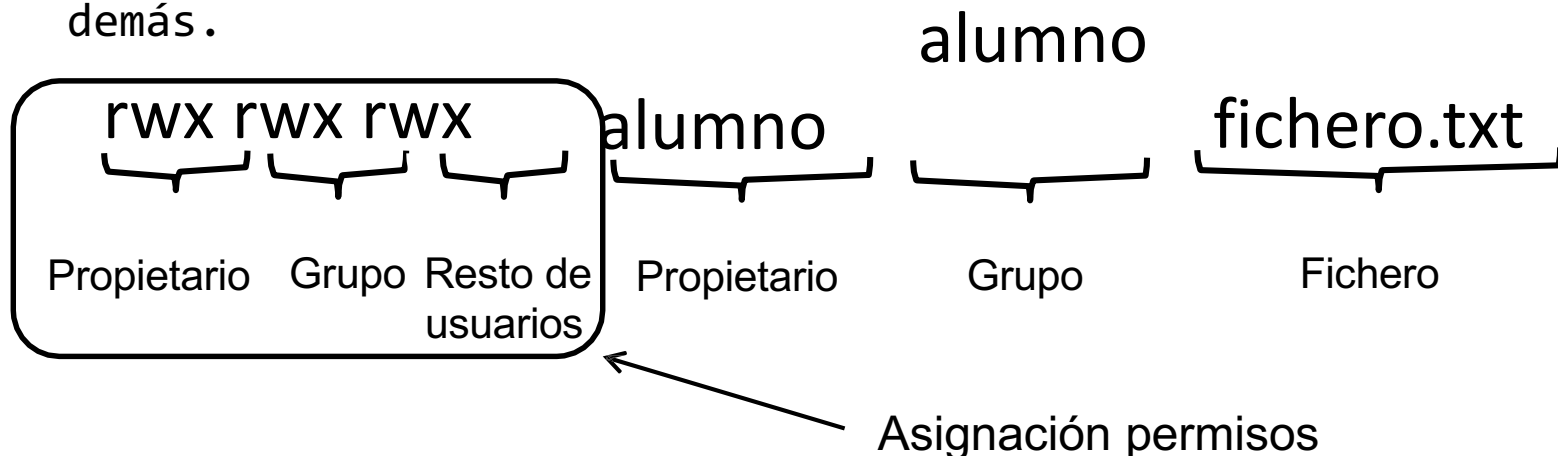 demás.
alumno
rwx rwx rwx alumno fichero.txt
Propietario Grupo Resto de usuarios Propietario Grupo Fichero
Asignación permisos